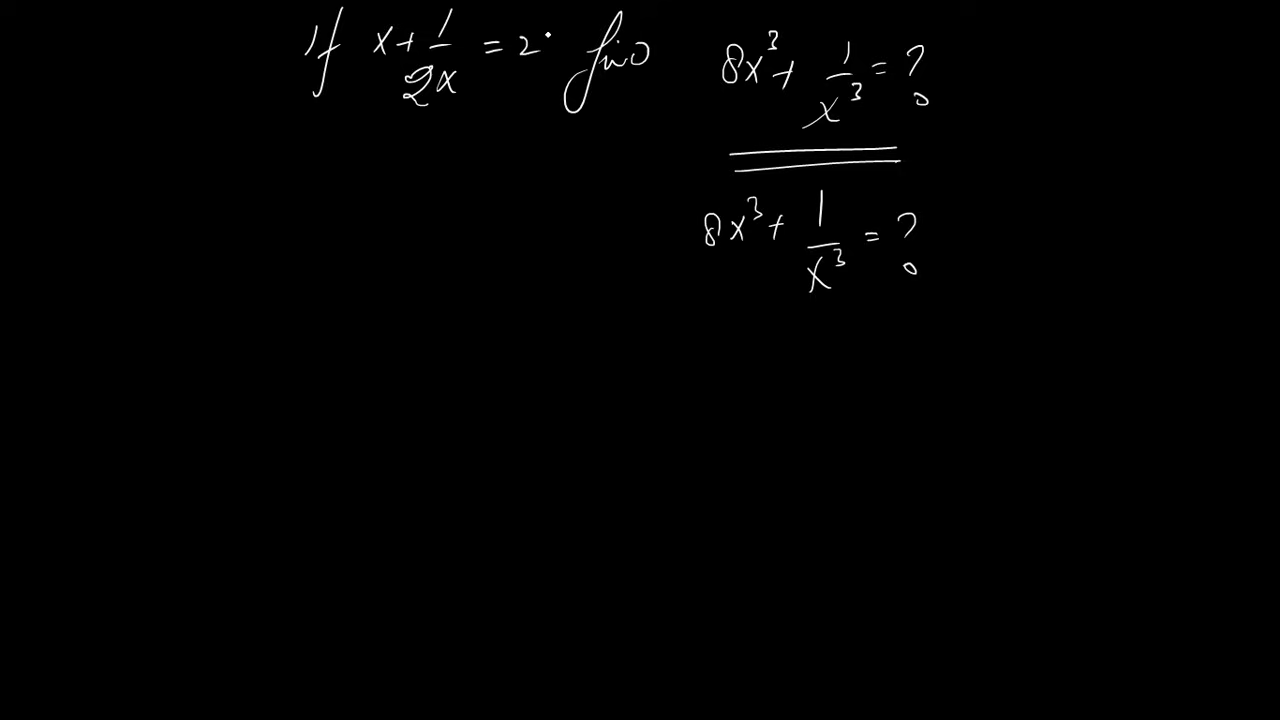 If x + 1/2x = 2. find 8x³ + 1/x³ = ?
8x³ + 1/x³ = ?